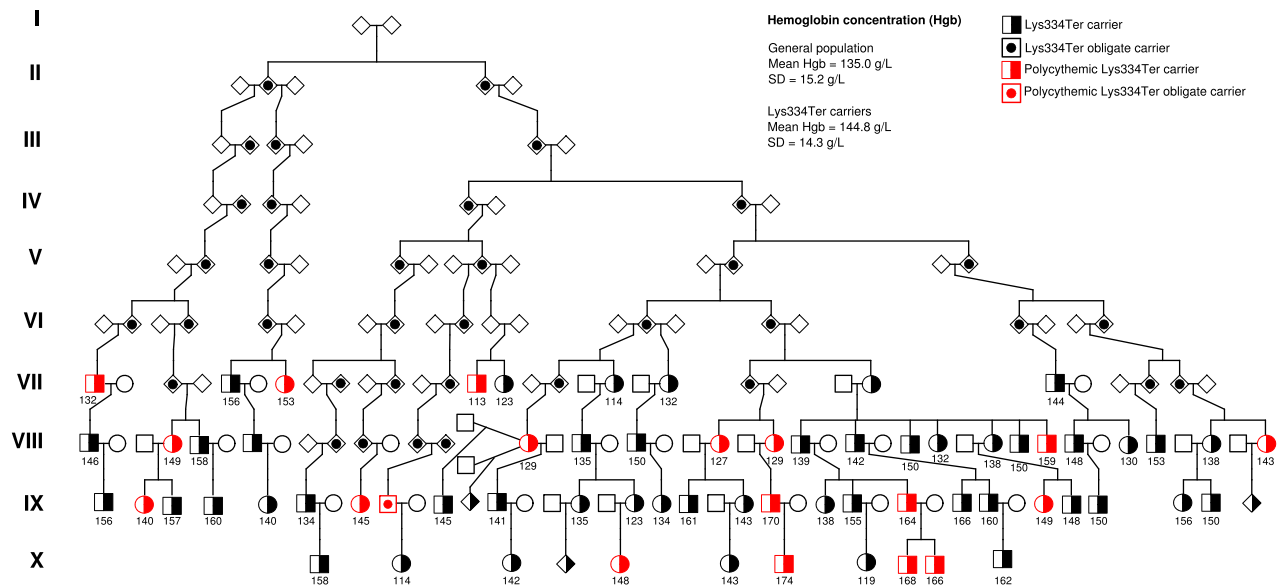 I
Hemoglobin concentration (Hgb)
General population
Mean Hgb = 135.0 g/L
SD = 15.2 g/L
Lys334Ter carriers
Mean Hgb = 144.8 g/L
SD = 14.3 g/L
Lys334Ter carrier
Lys334Ter obligate carrier
Polycythemic Lys334Ter carrier
Polycythemic Lys334Ter obligate carrier
II
III
IV
V
VI
VII
132 156 153 113 123 114 132 144
VIII
146 149 158 129 135 150 127 129 139 142 150 132 138 150 159 148 130 153 138 143
IX
156 140 157 160 140 134 145 145 141 135 123 134 161 143 170 138 155 164 166 160 149 148 150 156 150
X
158 114 142 148 143 174 119 168 166 162